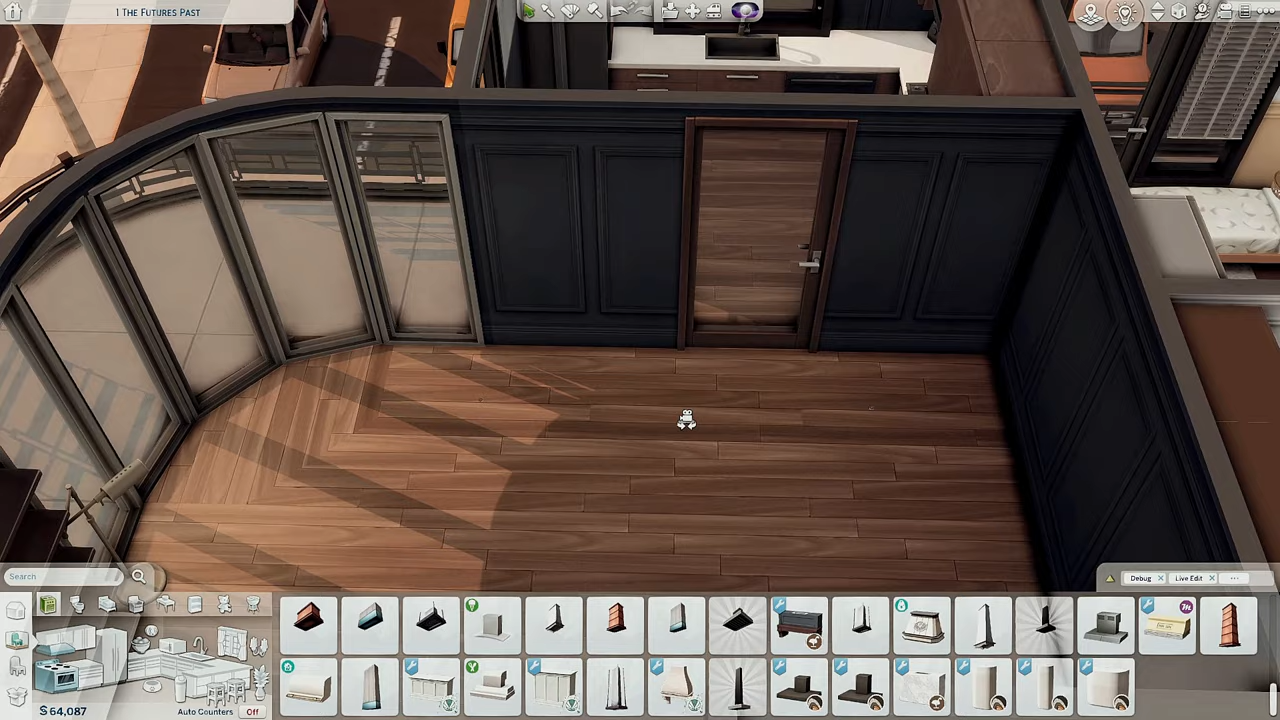 1 The Futures Past
Search
Debug
Live Edit
$64,087
Auto Counters
Off